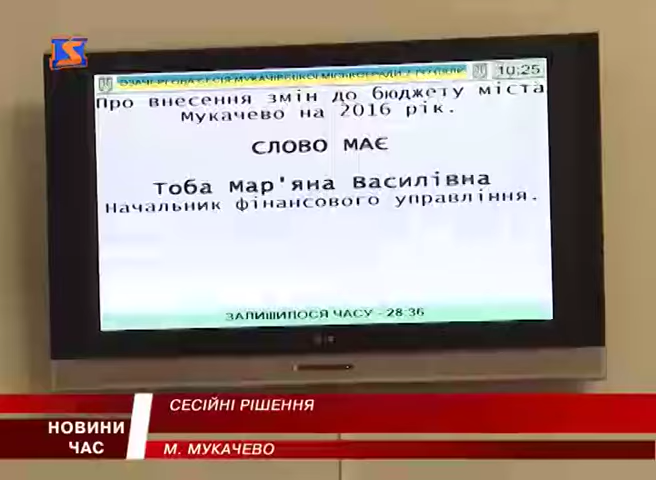 10:25
Про внесення змін до бюджету міста
Мукачево на 2016 рік.
СЛОВО МАЄ
Тоба Мар'яна Василівна
Начальник фінансового управління.
ЗАЛИШИЛОСЯ ЧАСУ - 28:36
СЕСІЙНІ РІШЕННЯ
НОВИНИ
ЧАС
М. МУКАЧЕВО